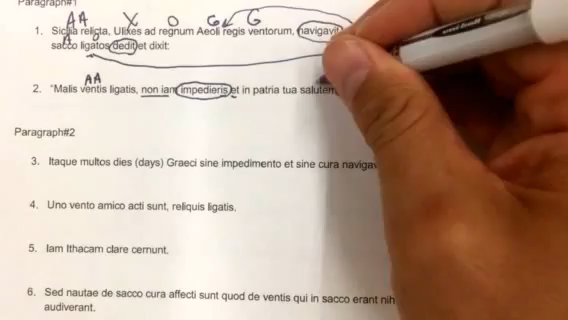 Paragraph#1
AA X O G G
1. Sicilia relicta, Ulixes ad regnum Aeoli regis ventorum, navigavit
A O
sacco ligatos dedit et dixit:
AA
2. "Malis ventis ligatis, non iam impedieris et in patria tua salutem
Paragraph#2
3. Itaque multos dies (days) Graeci sine impedimento et sine cura navigav
4. Uno vento amico acti sunt, reliquis ligatis.
5. Iam Ithacam clare cernunt.
6. Sed nautae de sacco cura affecti sunt quod de ventis qui in sacco erant nih
audiverant.